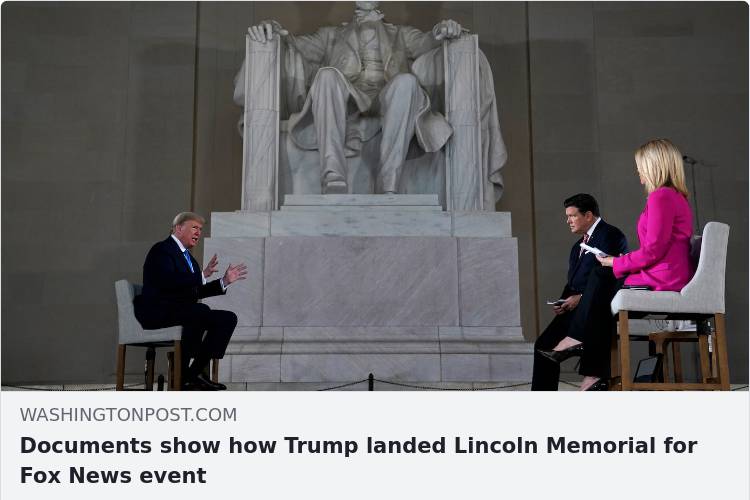 WASHINGTONPOST.COM
Documents show how Trump landed Lincoln Memorial for
Fox News event